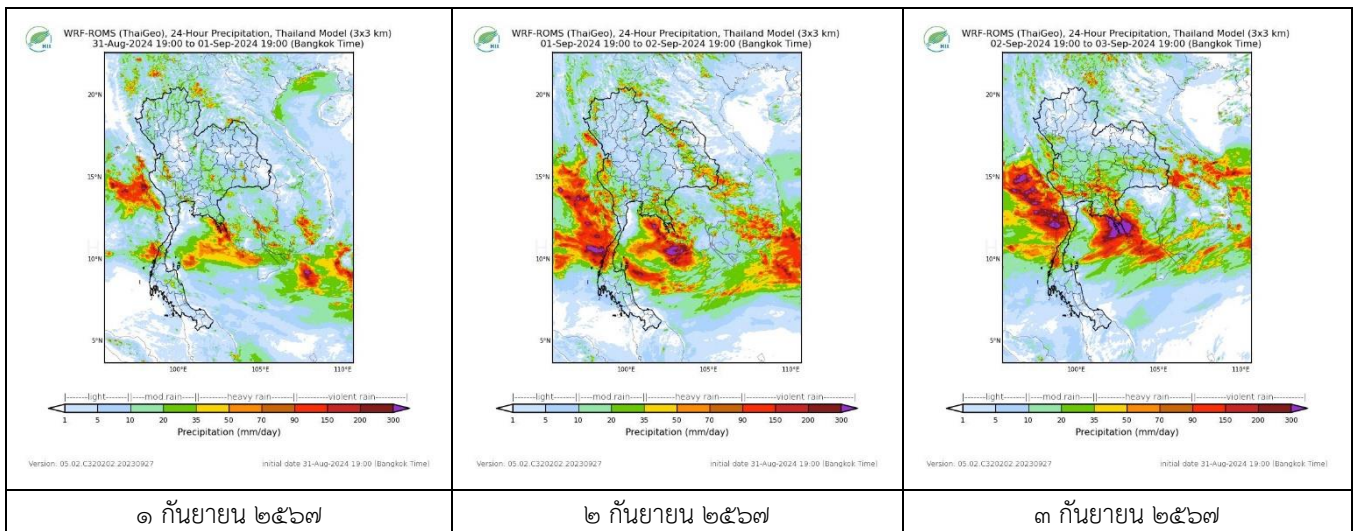 WRF-ROMS (ThaiGeo), 24-Hour Precipitation, Thailand Model (3x3 km)
31-Aug-2024 19:00 to 01-Sep-2024 19:00 (Bangkok Time)
HII
20°N
15°N
10°N
5°N
100°E 105°E 110°E
|-------light------||----mod rain-----||-------heavy rain-------||------violent rain-----|
1 5 10 20 35 50 70 90 150 200 300
Precipitation (mm/day)
Version: 05.02.C320202.20230927 initial date 31-Aug-2024 19:00 (Bangkok Time)
๑ กันยายน ๒๕๖๗
WRF-ROMS (ThaiGeo), 24-Hour Precipitation, Thailand Model (3x3 km)
01-Sep-2024 19:00 to 02-Sep-2024 19:00 (Bangkok Time)
HII
20°N
15°N
10°N
5°N
100°E 105°E 110°E
|-------light------||----mod rain-----||-------heavy rain-------||------violent rain-----|
1 5 10 20 35 50 70 90 150 200 300
Precipitation (mm/day)
Version: 05.02.C320202.20230927 initial date 31-Aug-2024 19:00 (Bangkok Time)
๒ กันยายน ๒๕๖๗
WRF-ROMS (ThaiGeo), 24-Hour Precipitation, Thailand Model (3x3 km)
02-Sep-2024 19:00 to 03-Sep-2024 19:00 (Bangkok Time)
HII
20°N
15°N
10°N
5°N
100°E 105°E 110°E
|-------light------||----mod rain-----||-------heavy rain-------||------violent rain-----|
1 5 10 20 35 50 70 90 150 200 300
Precipitation (mm/day)
Version: 05.02.C320202.20230927 initial date 31-Aug-2024 19:00 (Bangkok Time)
๓ กันยายน ๒๕๖๗